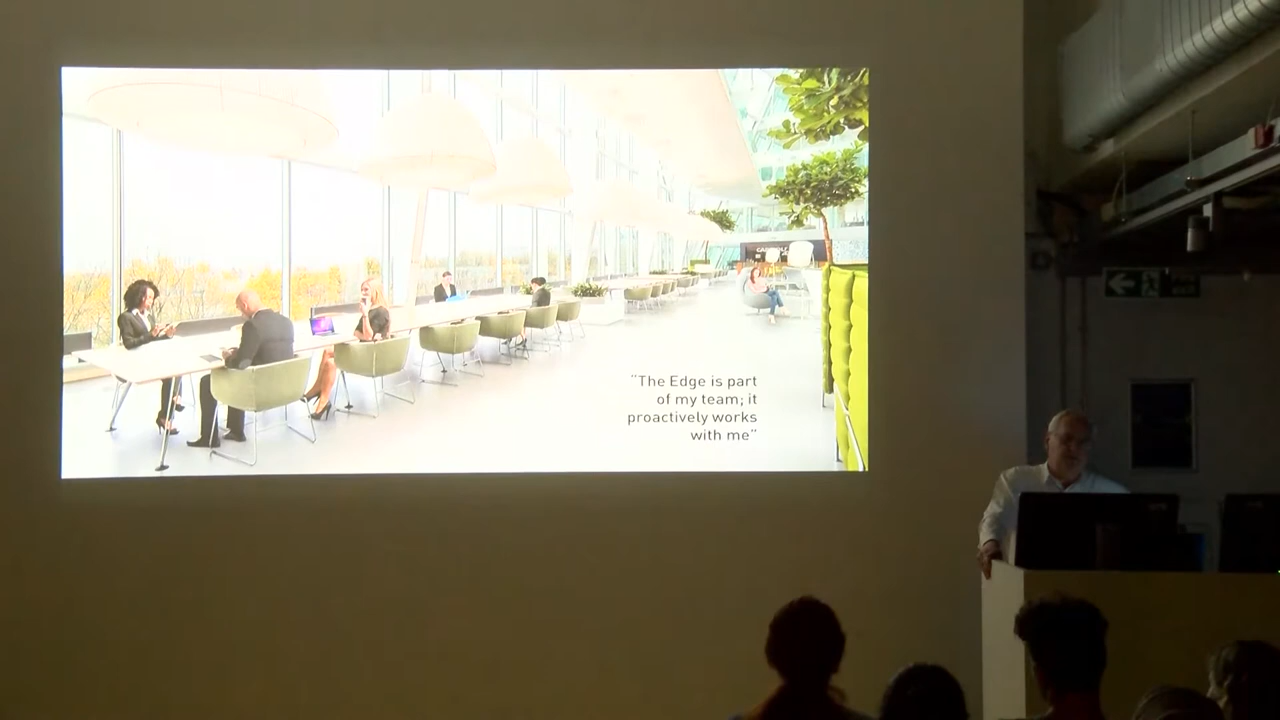 "The Edge is part
of my team; it
proactively works
with me"